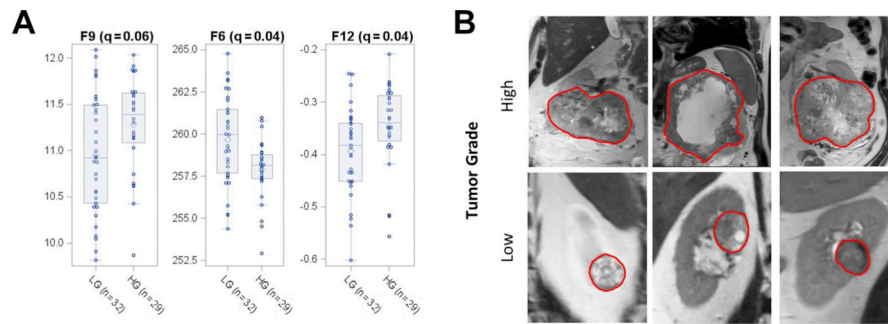 A
F9 (q = 0.06)
F6 (q = 0.04)
F12 (q = 0.04)
12.0
11.5
11.0
10.5
10.0
265.0
262.5
260.0
257.5
255.0
252.5
-0.2
-0.3
-0.4
-0.5
-0.6
LG (n = 32)
HG (n = 29)
LG (n = 32)
HG (n = 29)
LG (n = 32)
HG (n = 29)
B
Tumor Grade
High
Low